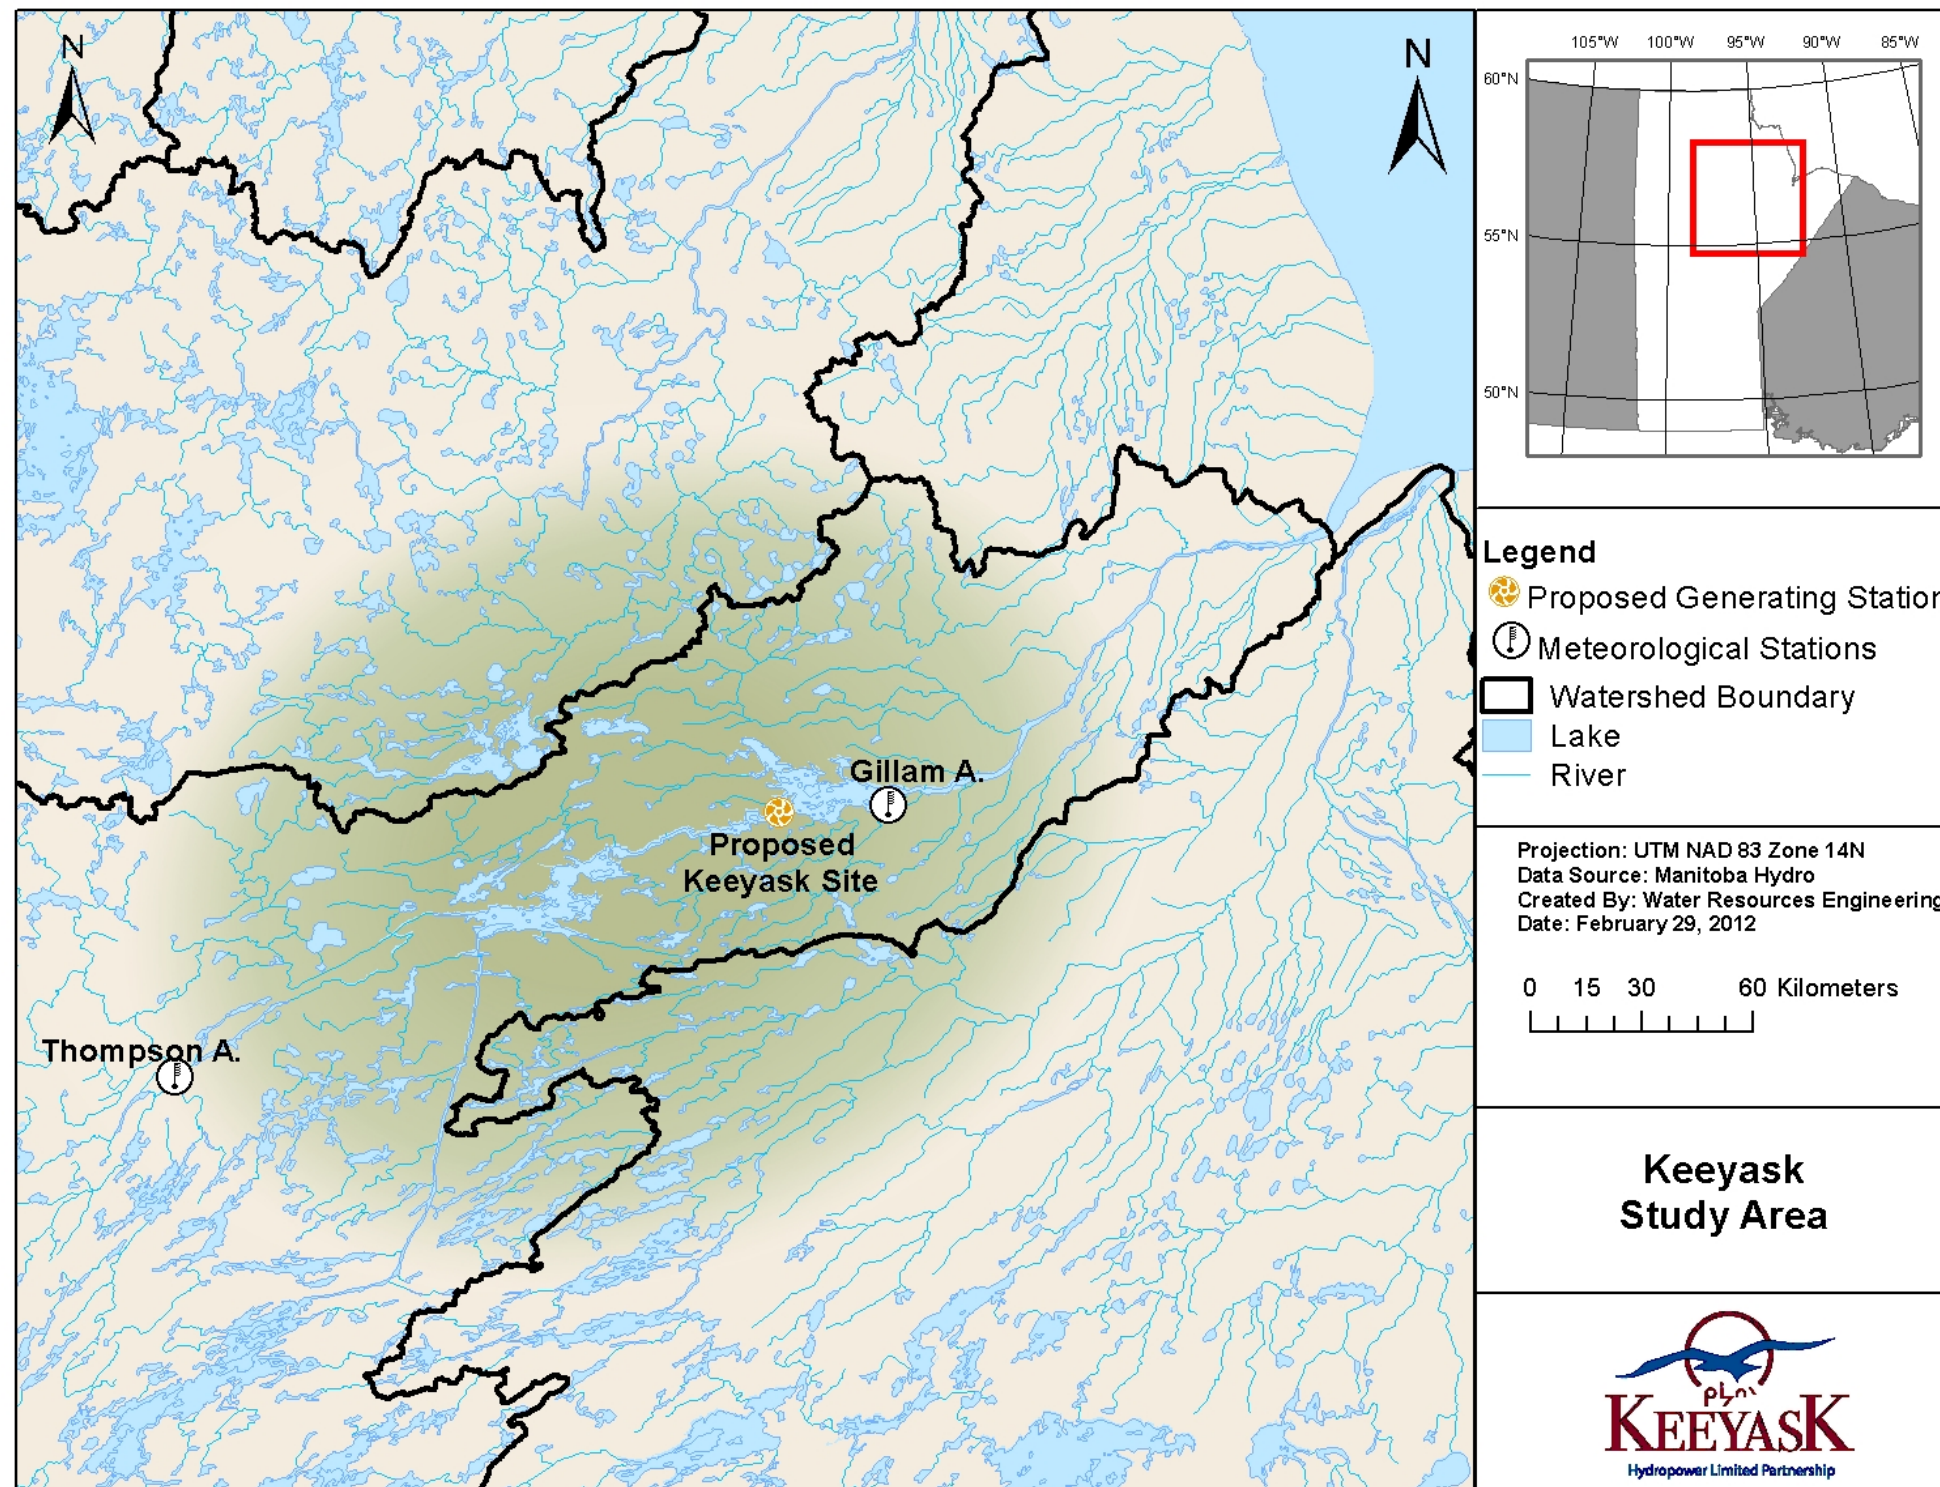 N
N
Gillam A.
Proposed
Keeyask Site
Thompson A.
105°W 100°W 95°W 90°W 85°W
60°N
55°N
50°N
Legend
Proposed Generating Station
Meteorological Stations
Watershed Boundary
Lake
River
Projection: UTM NAD 83 Zone 14N
Data Source: Manitoba Hydro
Created By: Water Resources Engineering
Date: February 29, 2012
0 15 30 60 Kilometers
Keeyask
Study Area
KEEYASK
Hydropower Limited Partnership